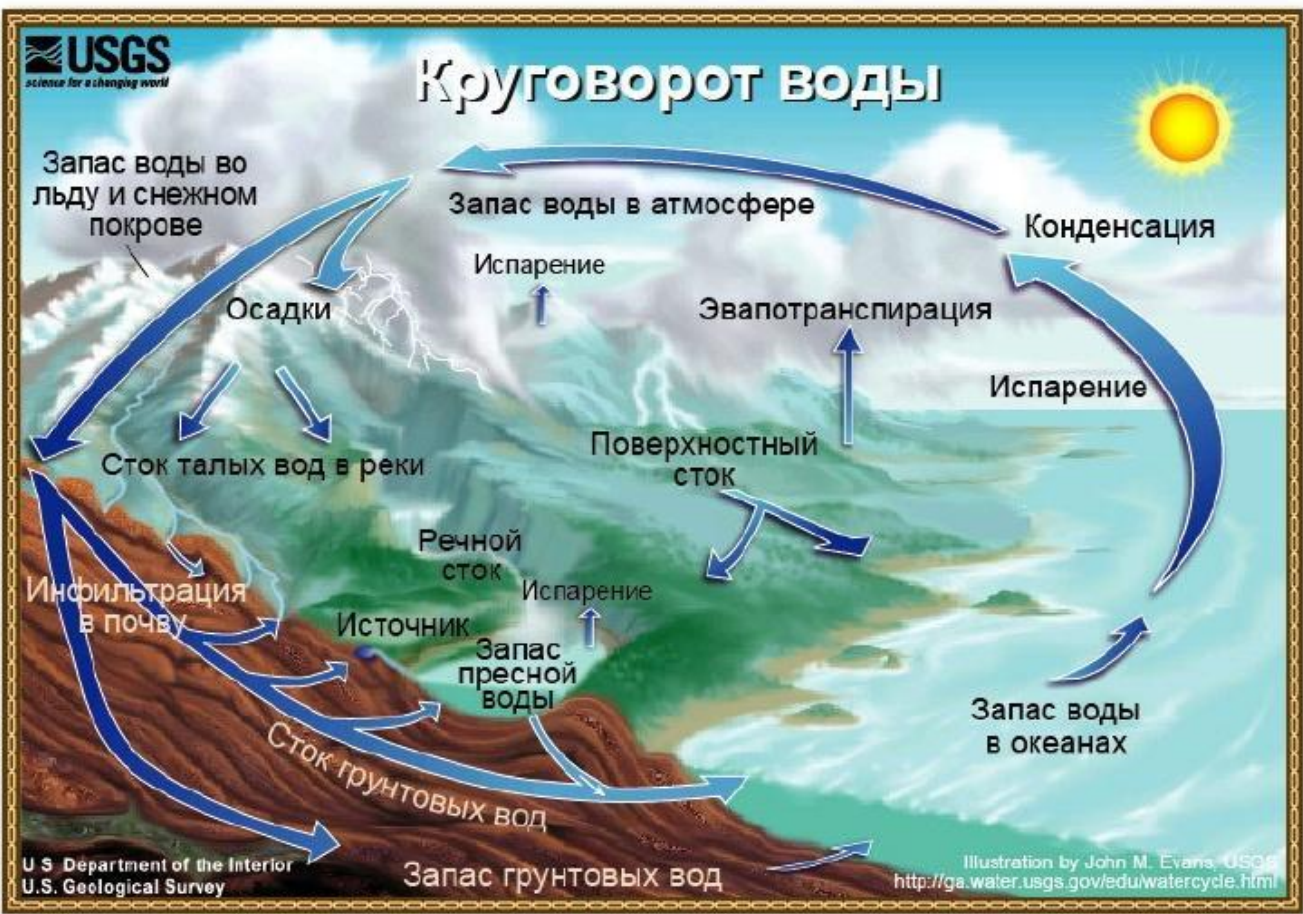 USGS
science for a changing world
Круговорот воды
Запас воды во
льду и снежном
покрове
Запас воды в атмосфере
Конденсация
Испарение
Осадки
Эвапотранспирация
Испарение
Сток талых вод в реки
Поверхностный
сток
Речной
сток
Испарение
Инфильтрация
в почву
Источник
Запас
пресной
воды
Запас воды
в океанах
Сток грунтовых вод
Запас грунтовых вод
U S Department of the Interior
U.S. Geological Survey
Illustration by John M. Evans, USGS
http://ga.water.usgs.gov/edu/watercycle.html